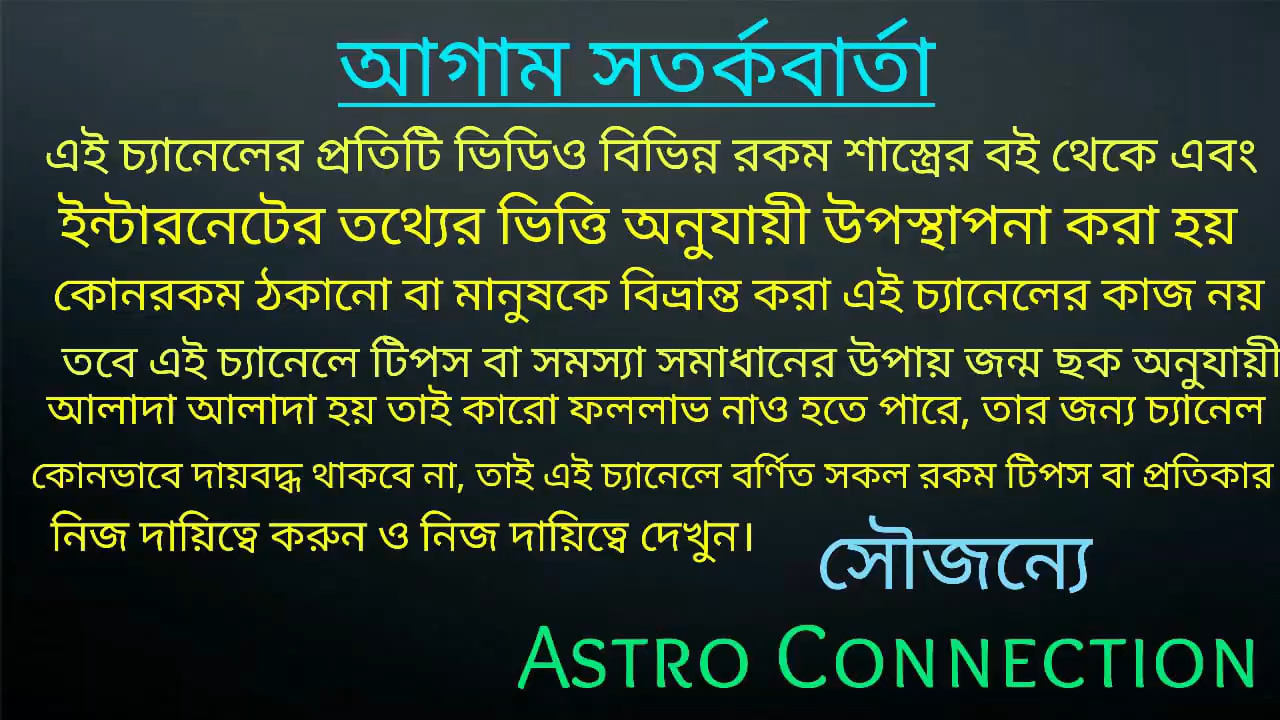 আগাম সতর্কবার্তা
এই চ্যানেলের প্রতিটি ভিডিও বিভিন্ন রকম শাস্ত্রের বই থেকে এবং
ইন্টারনেটের তথ্যের ভিত্তি অনুযায়ী উপস্থাপনা করা হয়
কোনরকম ঠকানো বা মানুষকে বিভ্রান্ত করা এই চ্যানেলের কাজ নয়
তবে এই চ্যানেলে টিপস বা সমস্যা সমাধানের উপায় জন্ম ছক অনুযায়ী
আলাদা আলাদা হয় তাই কারো ফললাভ নাও হতে পারে, তার জন্য চ্যানেল
কোনভাবে দায়বদ্ধ থাকবে না, তাই এই চ্যানেলে বর্ণিত সকল রকম টিপস বা প্রতিকার
নিজ দায়িত্বে করুন ও নিজ দায়িত্বে দেখুন।
সৌজন্যে
ASTRO CONNECTION